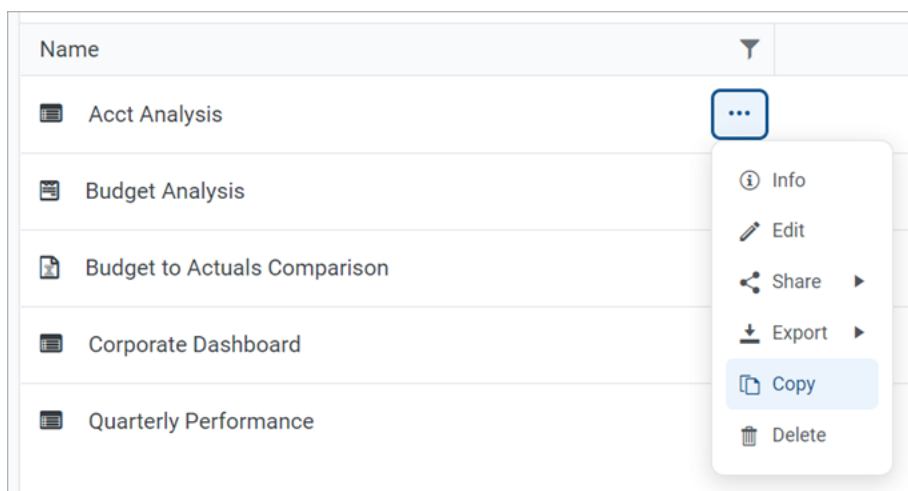 Name
Acct Analysis
Budget Analysis
Budget to Actuals Comparison
Corporate Dashboard
Quarterly Performance
Info
Edit
Share
Export
Copy
Delete